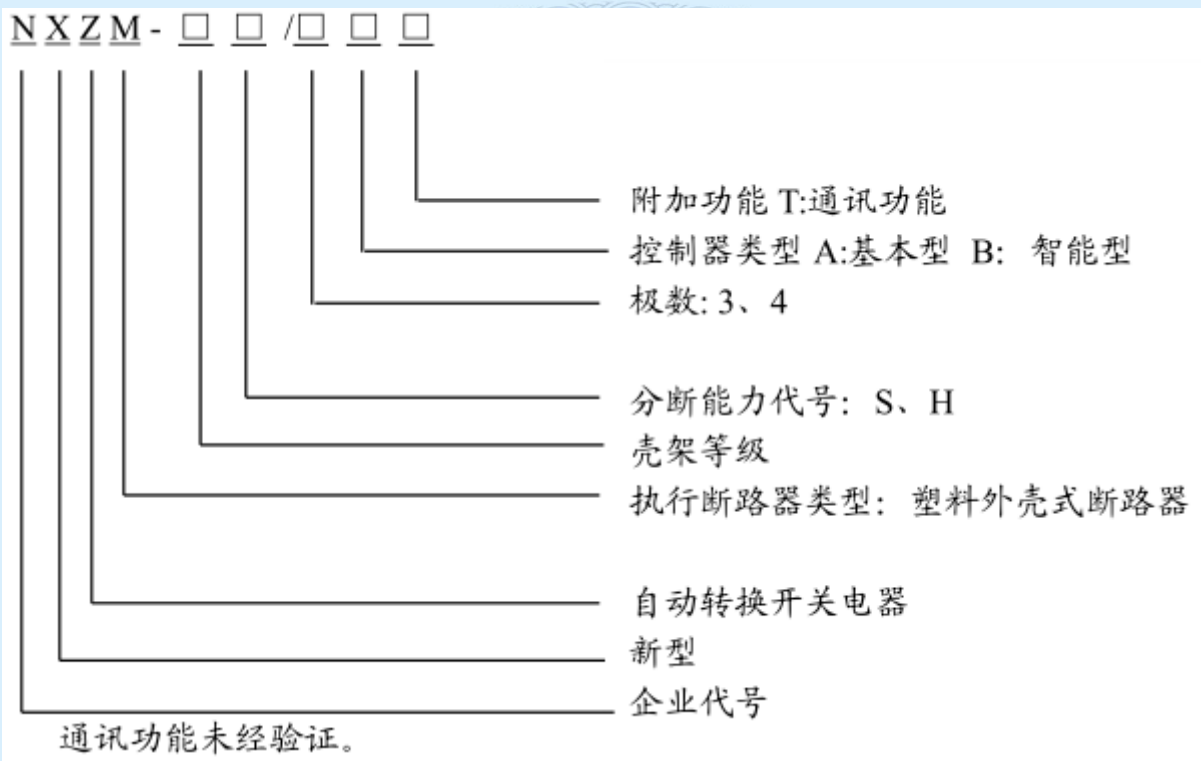 NXZM-□□/□□□
附加功能 T:通讯功能
控制器类型 A:基本型 B：智能型
极数: 3、4
分断能力代号：S、H
壳架等级
执行断路器类型：塑料外壳式断路器
自动转换开关电器
新型
企业代号
通讯功能未经验证。